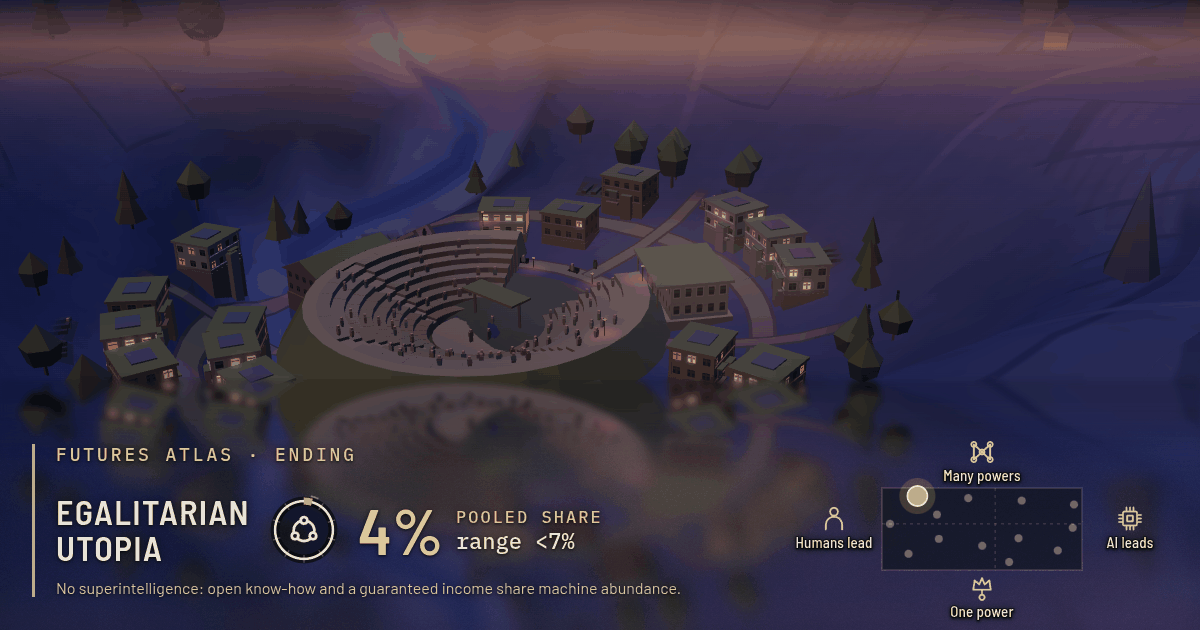 FUTURES ATLAS · ENDING
EGALITARIAN
UTOPIA
4%
POOLED SHARE
range <7%
No superintelligence: open know-how and a guaranteed income share machine abundance.
Many powers
Humans lead
AI leads
One power